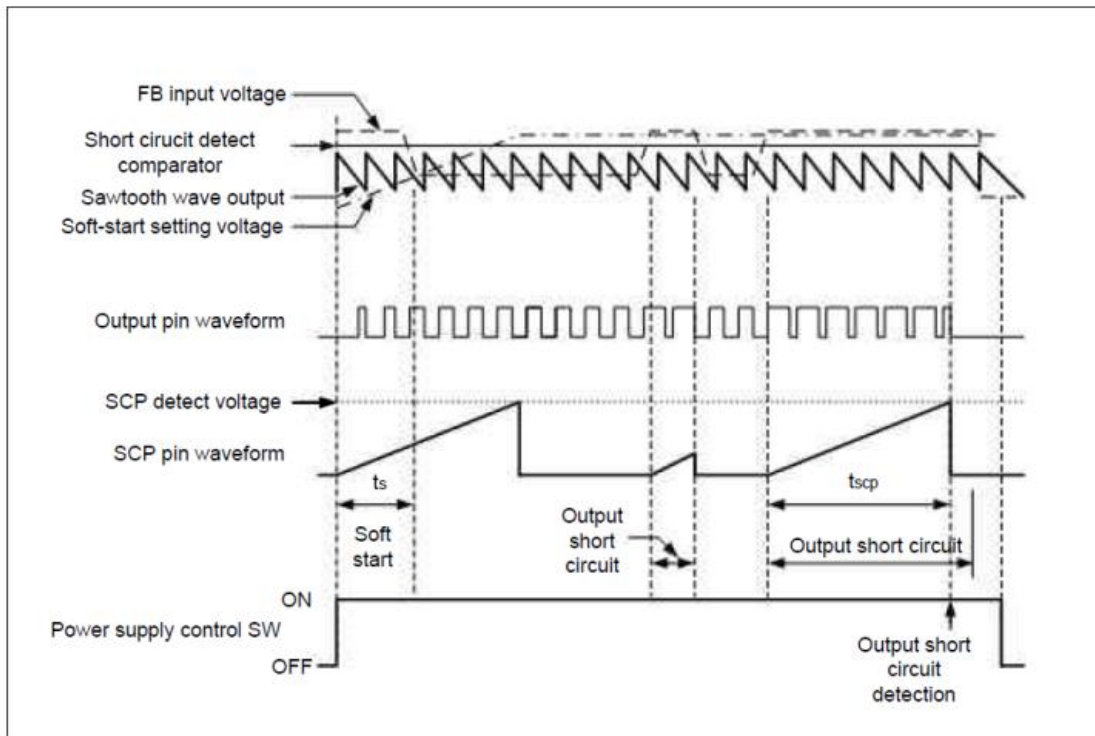 FB input voltage
Short cirucit detect
comparator
Sawtooth wave output
Soft-start setting voltage
Output pin waveform
SCP detect voltage
SCP pin waveform
ts
Soft
start
Output
short
circuit
tscp
Output short circuit
ON
Power supply control SW
OFF
Output short
circuit
detection